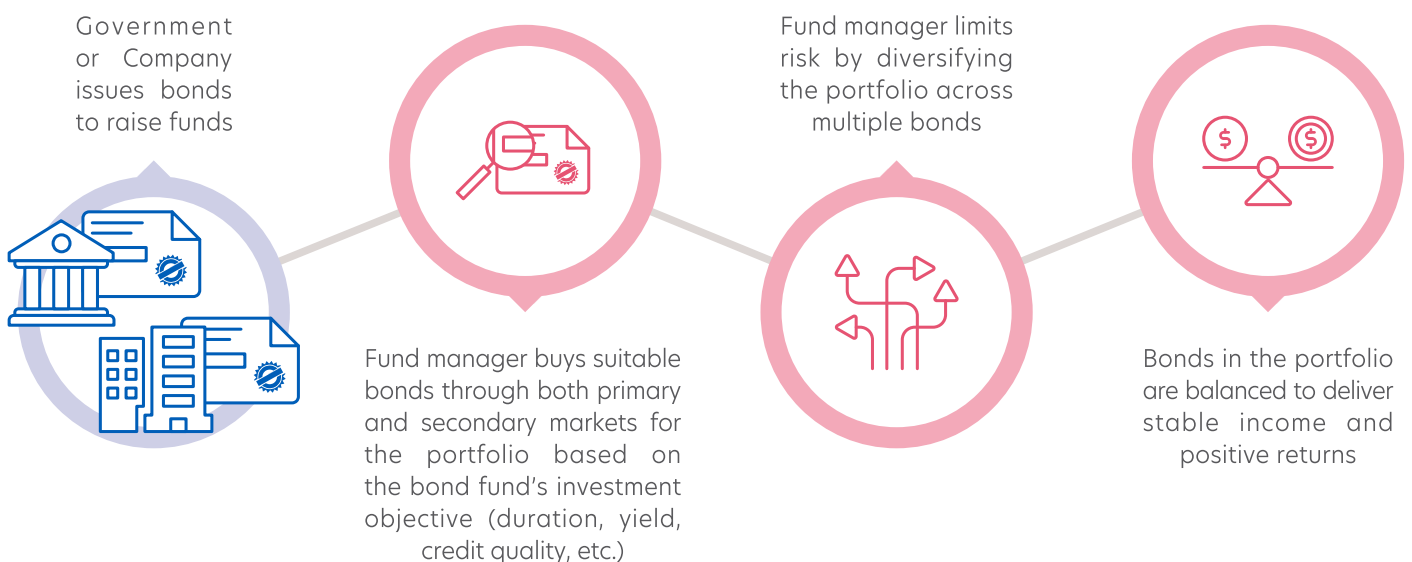 Government
or Company
issues bonds
to raise funds
Fund manager buys suitable
bonds through both primary
and secondary markets for
the portfolio based on
the bond fund’s investment
objective (duration, yield,
credit quality, etc.)
Fund manager limits
risk by diversifying
the portfolio across
multiple bonds
$
$
Bonds in the portfolio
are balanced to deliver
stable income and
positive returns